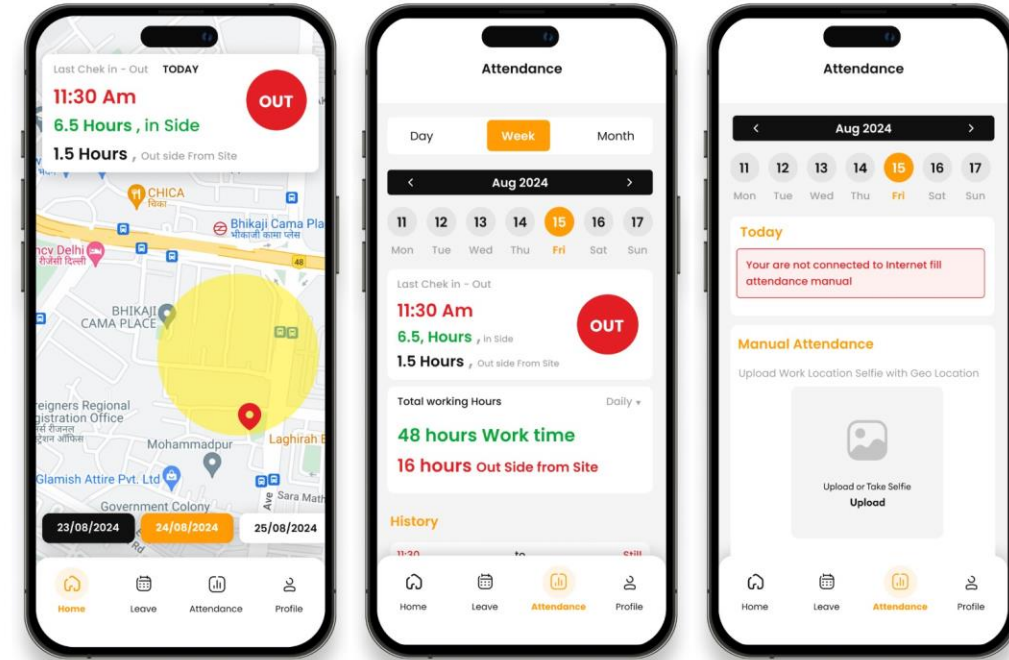 Last Chek in - Out TODAY
11:30 Am
6.5 Hours , in Side
1.5 Hours , Out side From Site
OUT
CHICA
चिका
Bhikaji Cama Pla
भीकाजी कामा प्लेस
ncy Delhi
रीजेंसी दिल्ली
48
BHIKAJI
CAMA PLACE
reigners Regional
gistration Office
Mohammadpur
Laghirah B
Glamish Attire Pvt. Ltd
Government Colony
Ave
Sara Math
Rd
23/08/2024
24/08/2024
25/08/2024
Home
Leave
Attendance
Profile
Attendance
Day
Week
Month
< Aug 2024 >
11 12 13 14 15 16 17
Mon Tue Wed Thu Fri Sat Sun
Last Chek in - Out
11:30 Am
6.5, Hours , in Side
1.5 Hours , Out side From Site
OUT
Total working Hours
Daily
48 hours Work time
16 hours Out Side from Site
History
11:30 to Still
Home
Leave
Attendance
Profile
Attendance
< Aug 2024 >
11 12 13 14 15 16 17
Mon Tue Wed Thu Fri Sat Sun
Today
Your are not connected to Internet fill
attendance manual
Manual Attendance
Upload Work Location Selfie with Geo Location
Upload or Take Selfie
Upload
Home
Leave
Attendance
Profile